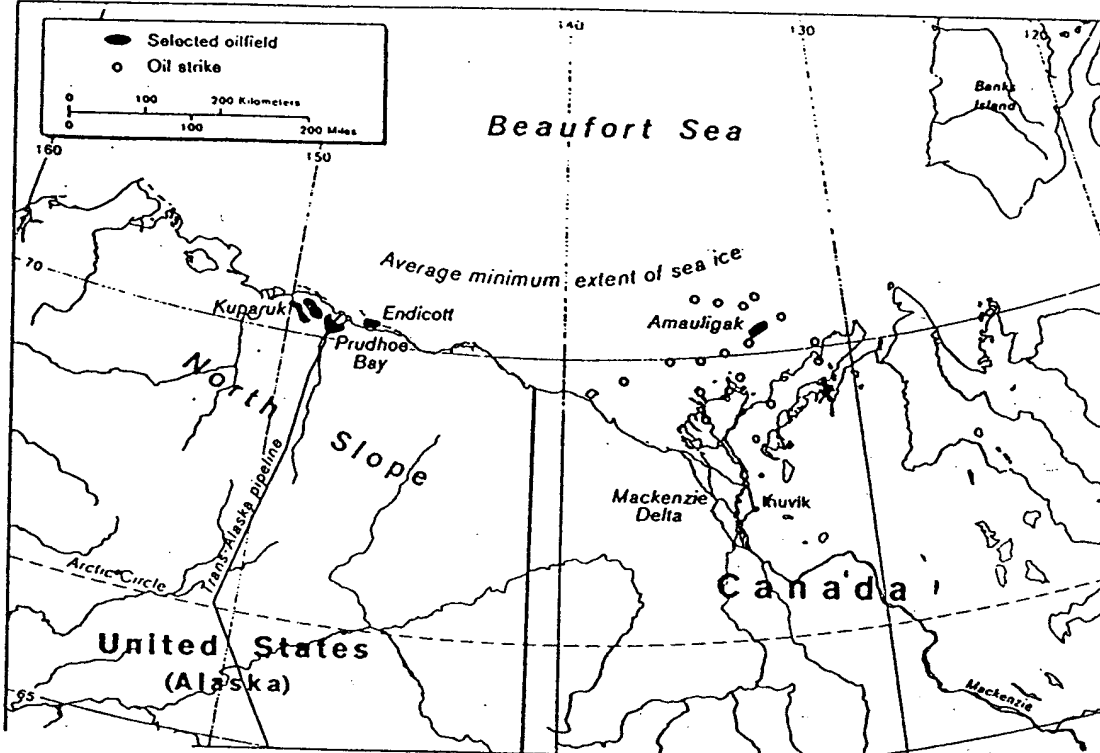 Selected oilfield
Oil strike
0 100 200 Kilometers
0 100 200 Miles
160
150
140
130
120
Banks
Island
Beaufort Sea
70
Average minimum extent of sea ice
Kuparuk
Endicott
Prudhoe
Bay
Amauligak
North
Slope
Trans-Alaska pipeline
Mackenzie
Delta
Inuvik
Arctic Circle
Canada
United States
(Alaska)
65
Mackenzie